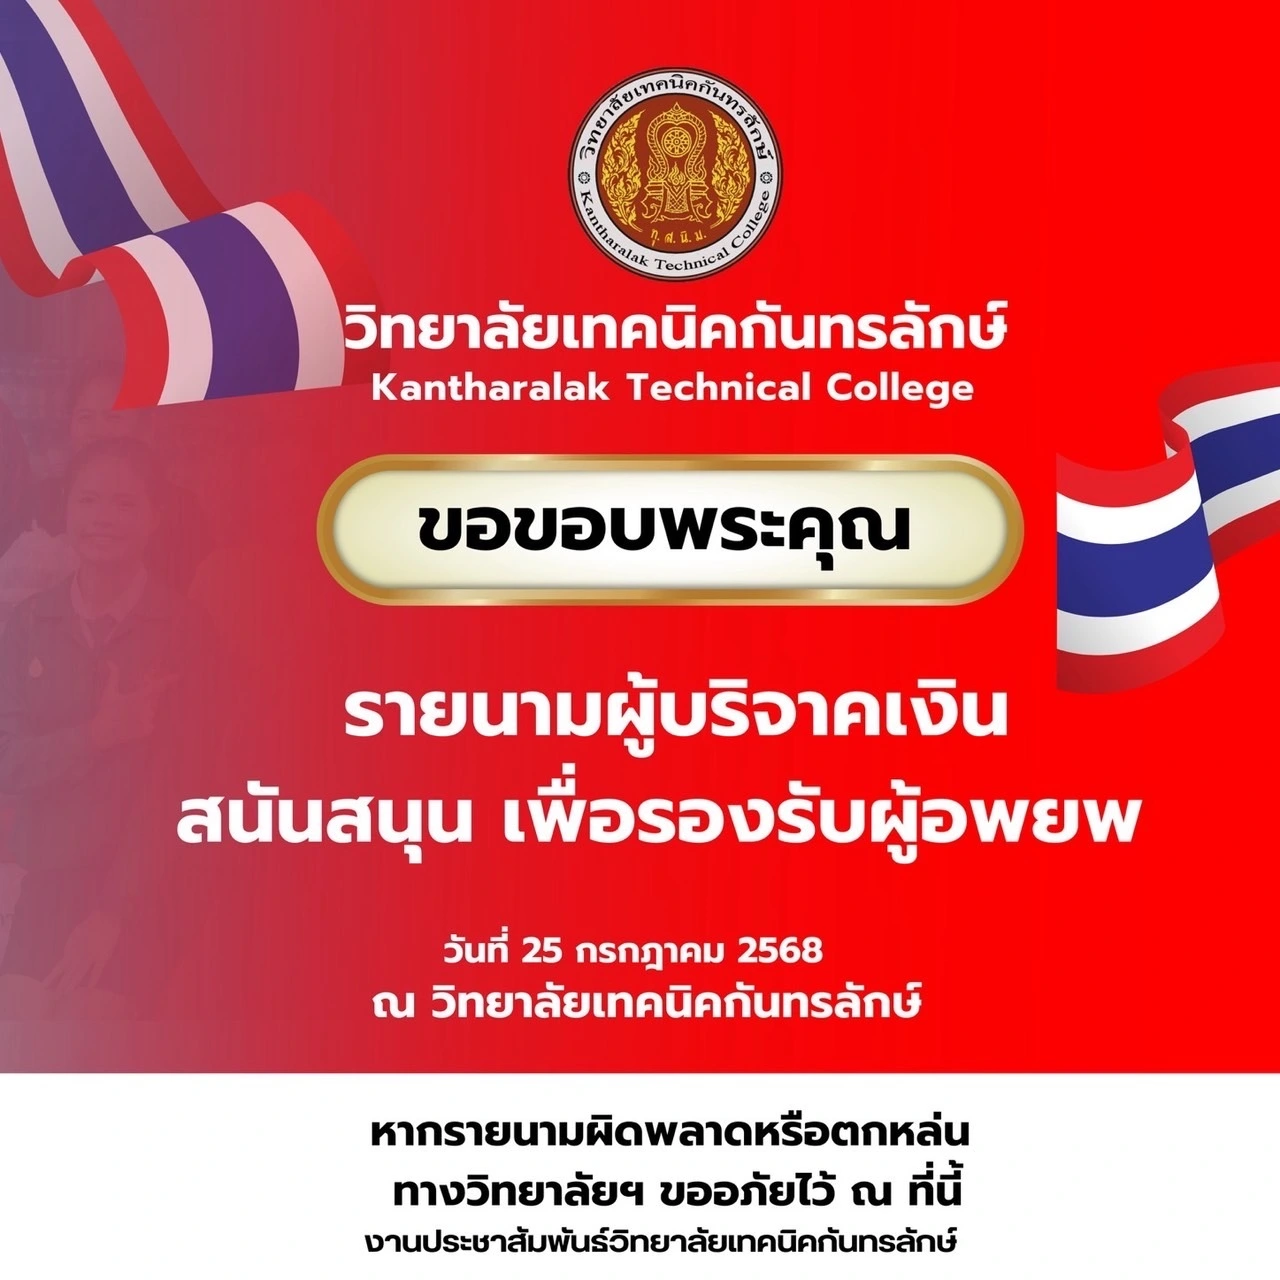 วิทยาลัยเทคนิคกันทรลักษ์
ทุ.ส.นิ.ม.
Kantharalak Technical College
วิทยาลัยเทคนิคกันทรลักษ์
Kantharalak Technical College
ขอขอบพระคุณ
รายนามผู้บริจาคเงิน
สนันสนุน เพื่อรองรับผู้อพยพ
วันที่ 25 กรกฎาคม 2568
ณ วิทยาลัยเทคนิคกันทรลักษ์
หากรายนามผิดพลาดหรือตกหล่น
ทางวิทยาลัยฯ ขออภัยไว้ ณ ที่นี้
งานประชาสัมพันธ์วิทยาลัยเทคนิคกันทรลักษ์